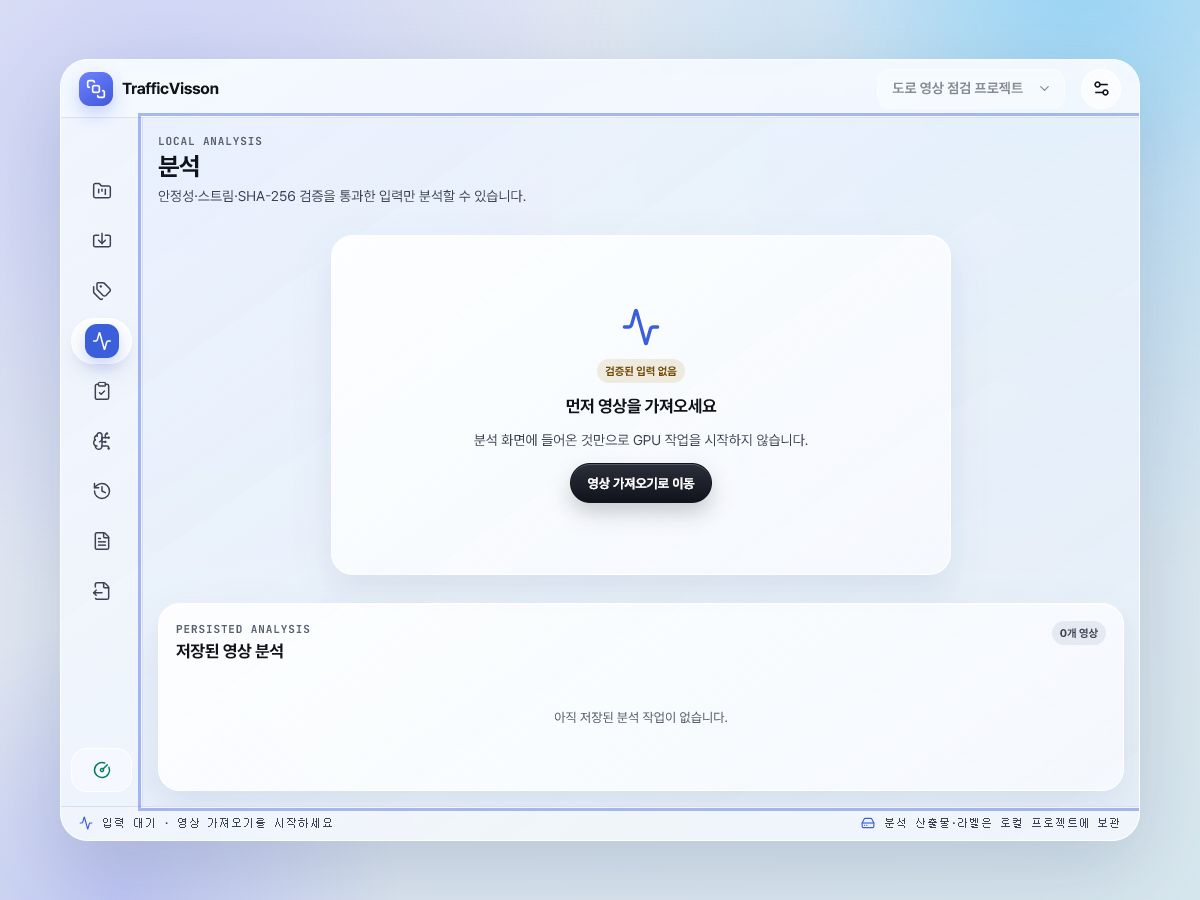 TrafficVisson
도로 영상 점검 프로젝트
LOCAL ANALYSIS
분석
안정성·스트림·SHA-256 검증을 통과한 입력만 분석할 수 있습니다.
검증된 입력 없음
먼저 영상을 가져오세요
분석 화면에 들어온 것만으로 GPU 작업을 시작하지 않습니다.
영상 가져오기로 이동
PERSISTED ANALYSIS
저장된 영상 분석
0개 영상
아직 저장된 분석 작업이 없습니다.
입력 대기 · 영상 가져오기를 시작하세요
분석 산출물·라벨은 로컬 프로젝트에 보관